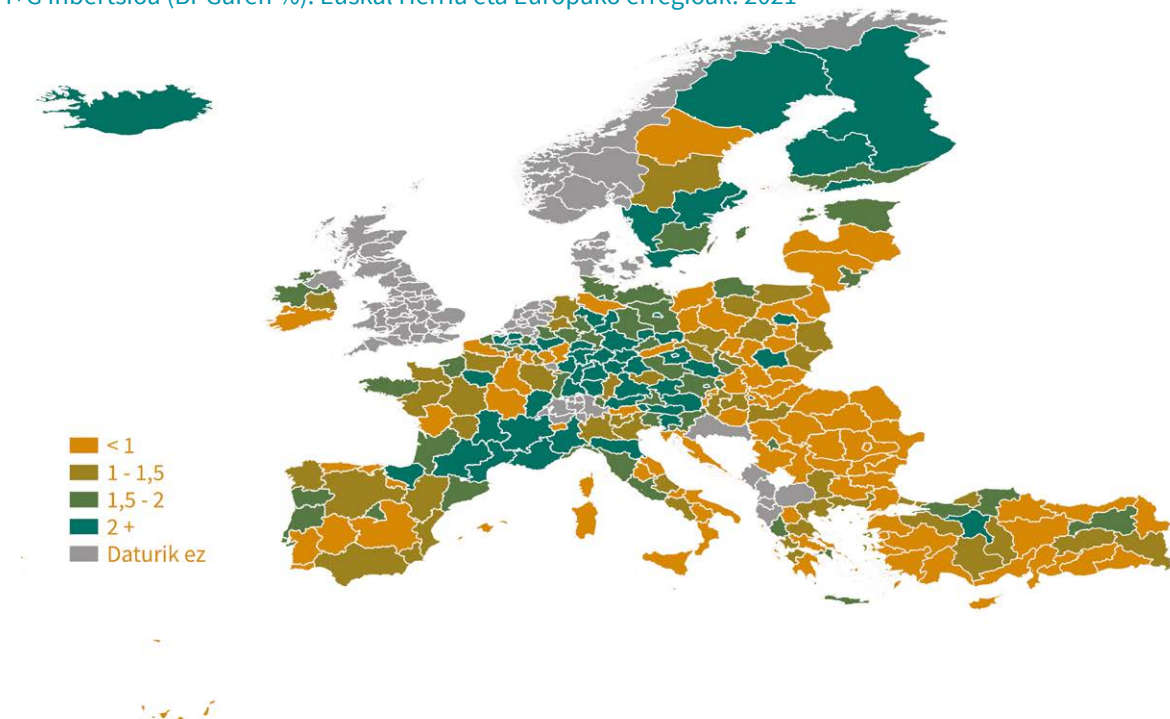 inbertsioa (BPGaren %). Euskal Herria eta Europako erregioak. 2021
< 1
1 - 1,5
1,5 - 2
2 +
Daturik ez